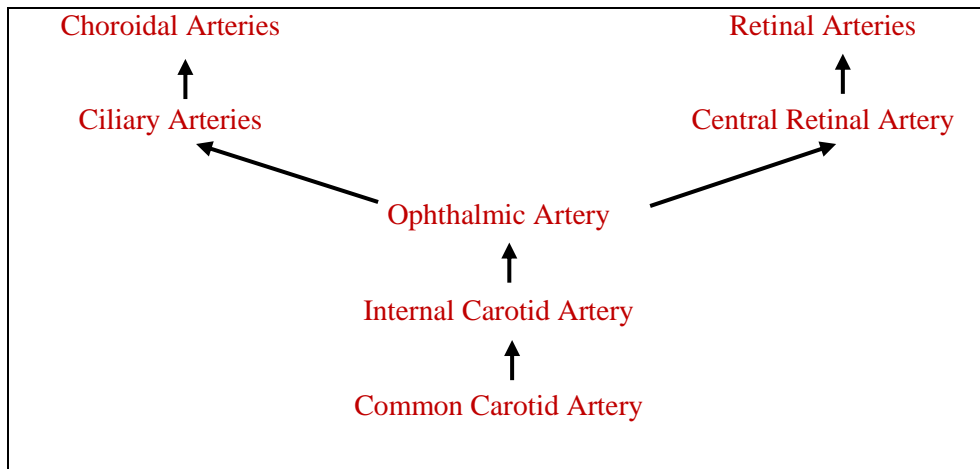 Choroidal Arteries
Retinal Arteries
Ciliary Arteries
Central Retinal Artery
Ophthalmic Artery
Internal Carotid Artery
Common Carotid Artery